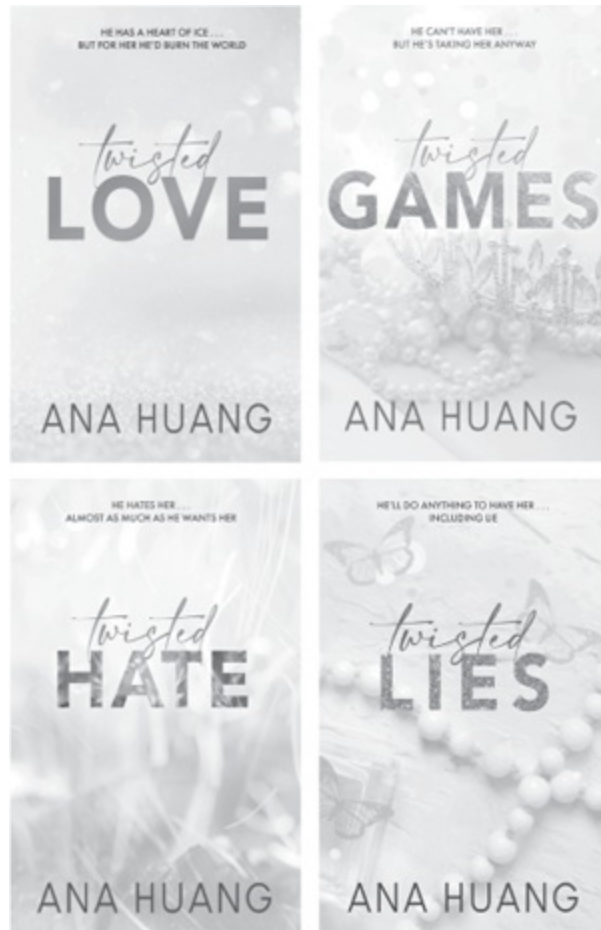 HE HAS A HEART OF ICE . . .
BUT FOR HER HE'D BURN THE WORLD
twisted
LOVE
ANA HUANG
HE CAN'T HAVE HER . . .
BUT HE'S TAKING HER ANYWAY
twisted
GAMES
ANA HUANG
HE HATES HER . . .
ALMOST AS MUCH AS HE WANTS HER
twisted
HATE
ANA HUANG
HE'LL DO ANYTHING TO HAVE HER . . .
INCLUDING LIE
twisted
LIES
ANA HUANG